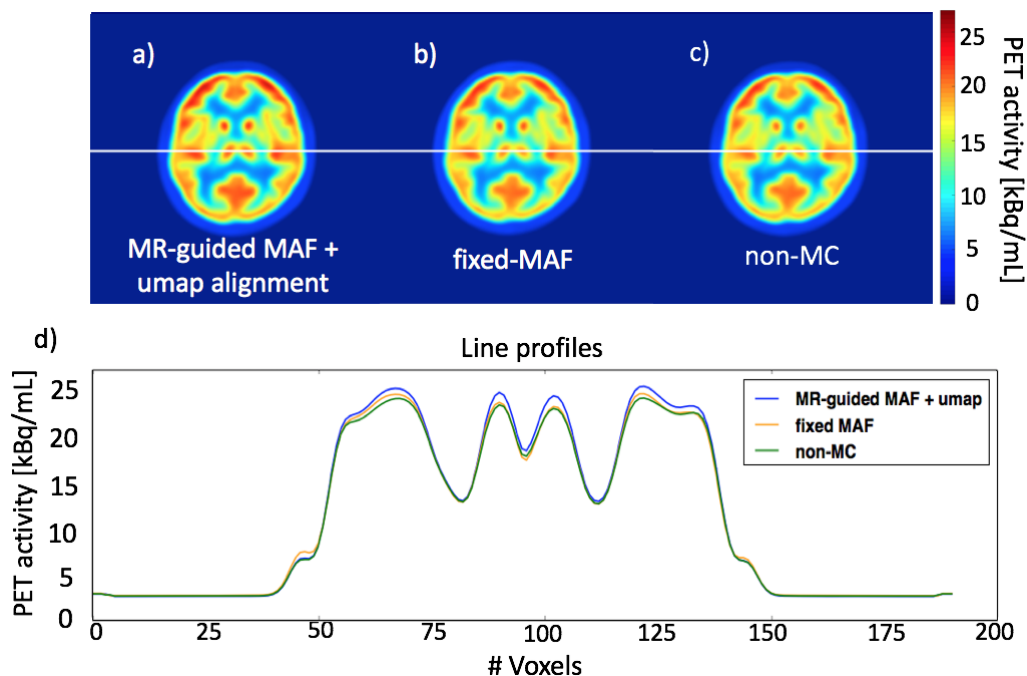 a)
b)
c)
MR-guided MAF +
umap alignment
fixed-MAF
non-MC
25
20
15
10
5
0
PET activity [kBq/mL]
d)
Line profiles
PET activity [kBq/mL]
25
20
15
10
5
0
MR-guided MAF + umap
fixed MAF
non-MC
0 25 50 75 100 125 150 175 200
# Voxels